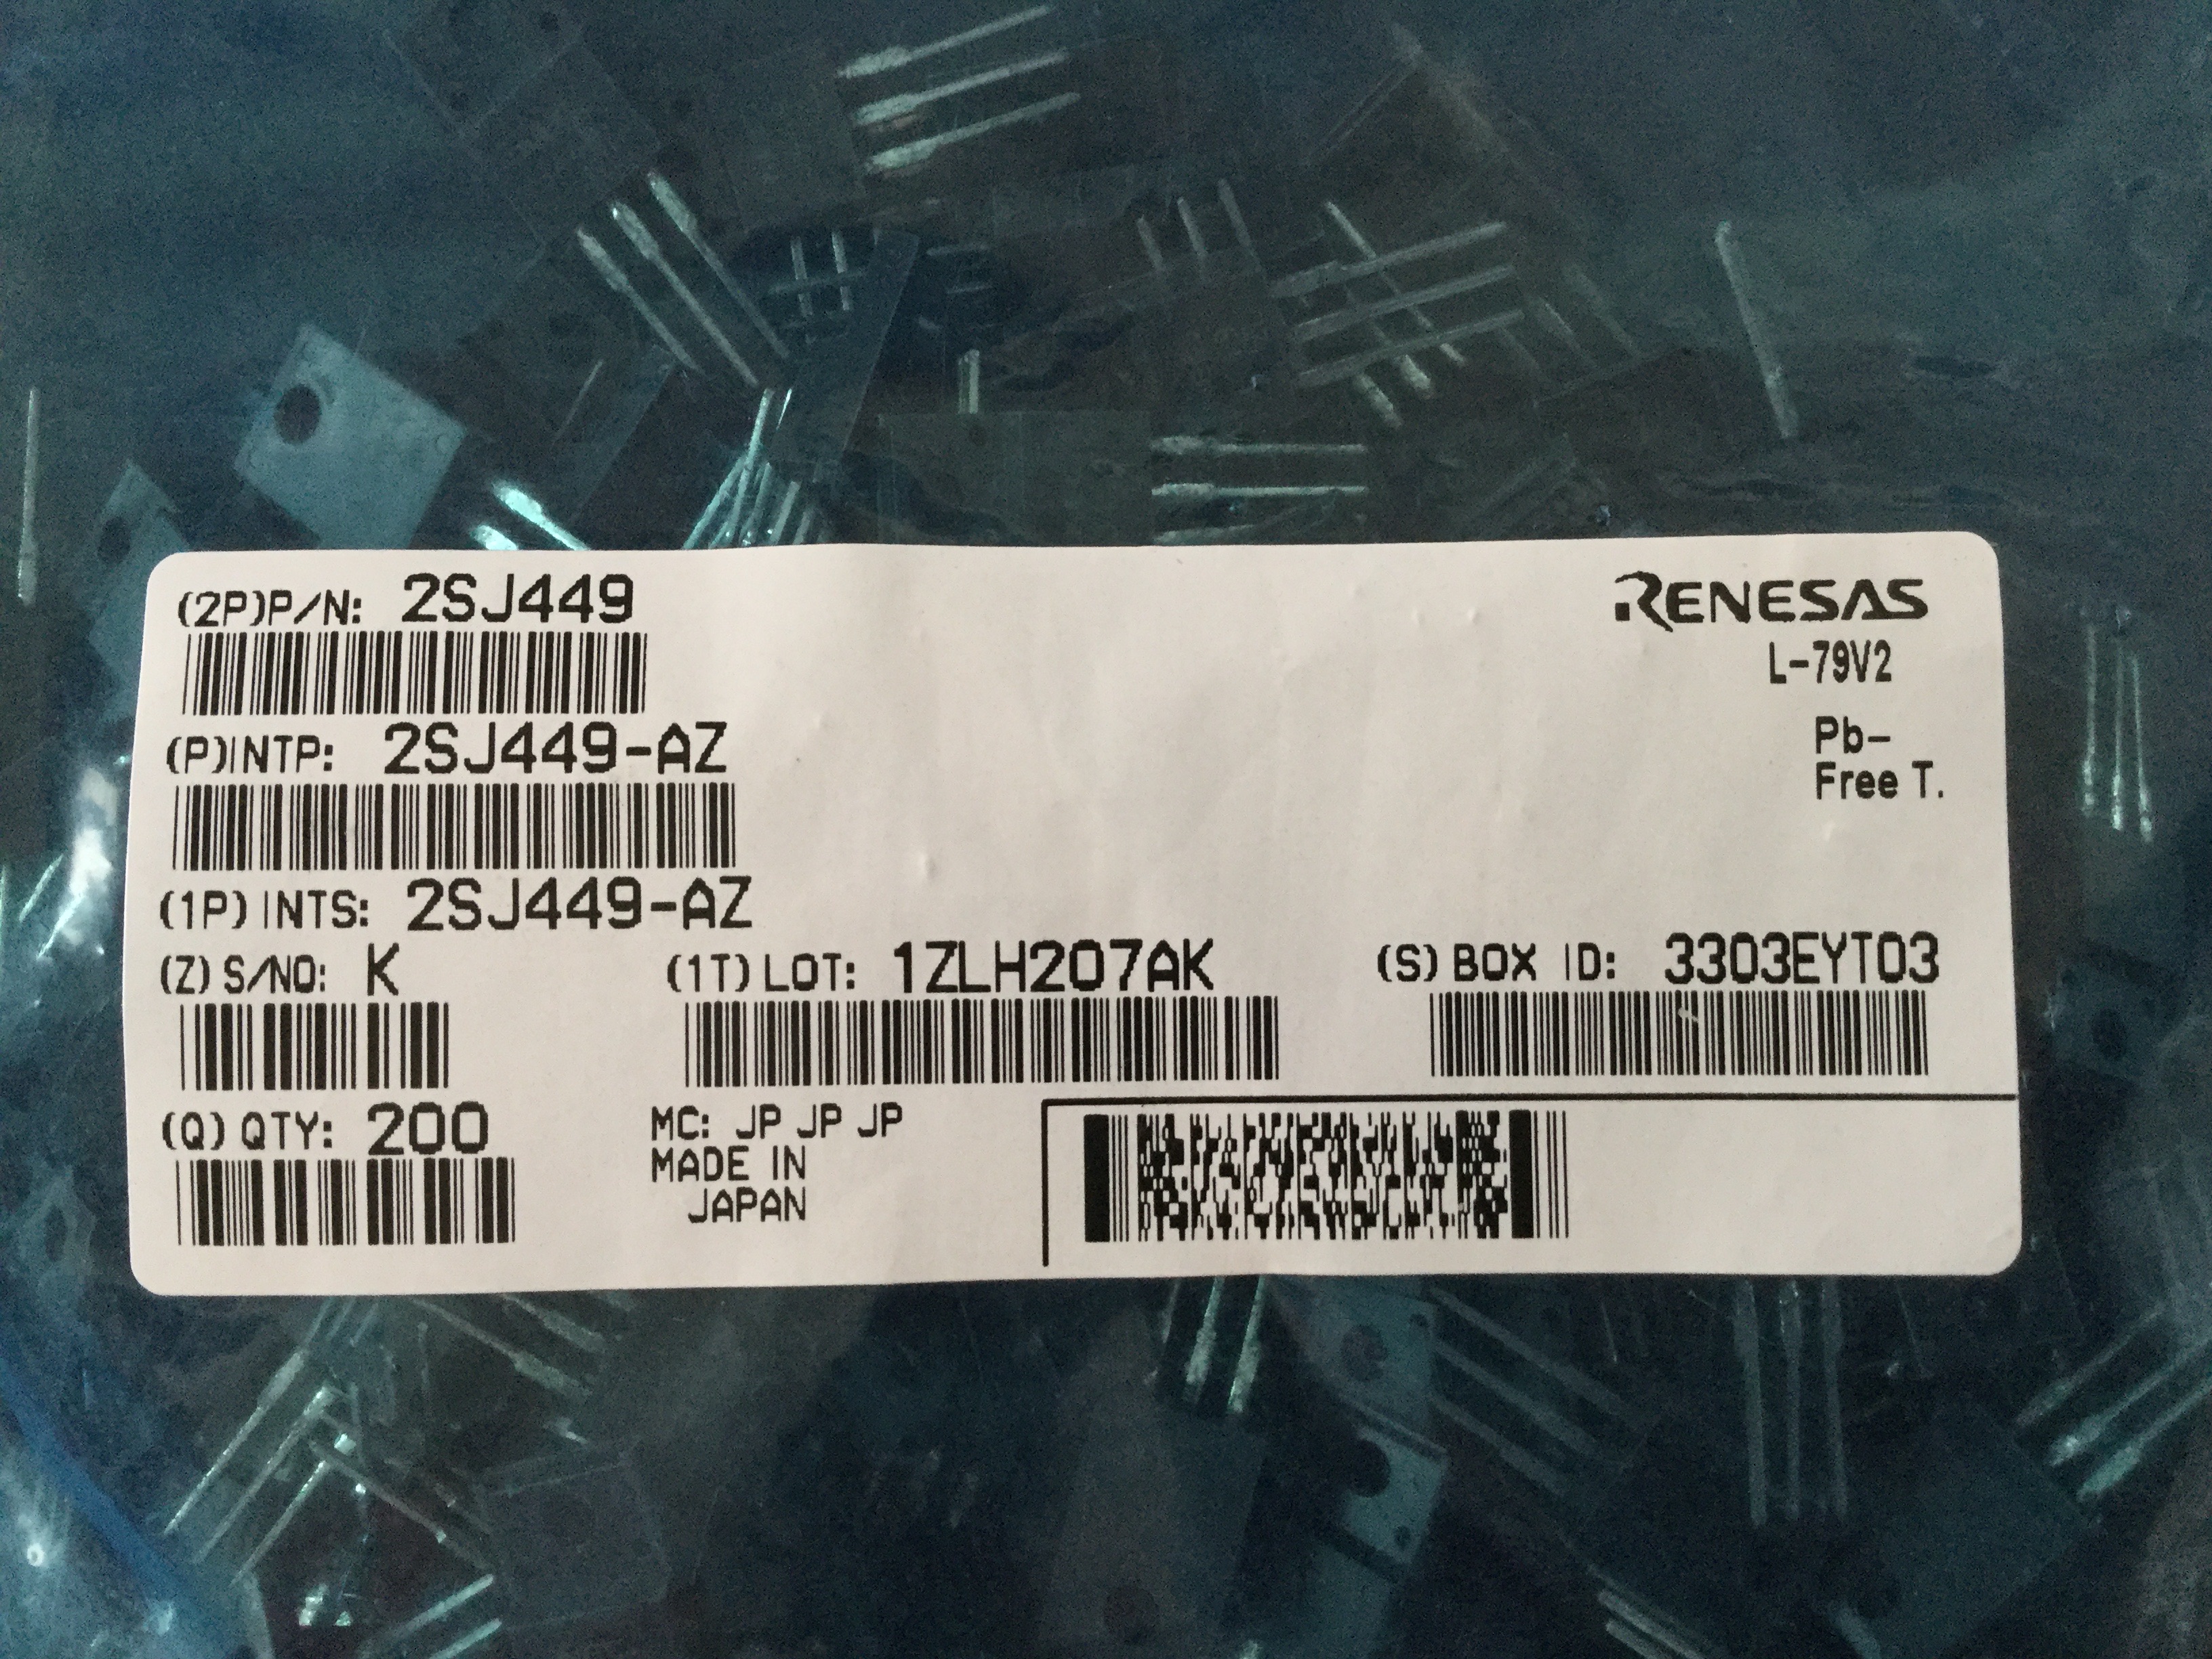 (2P)P/N: 2SJ449
RENESAS
L-79V2
(P)INTP: 2SJ449-AZ
Pb-
Free T.
(1P) INTS: 2SJ449-AZ
(Z) S/NO: K
(1T) LOT: 1ZLH207AK
(S) BOX ID: 3303EYT03
(Q) QTY: 200
MC: JP JP JP
MADE IN
JAPAN